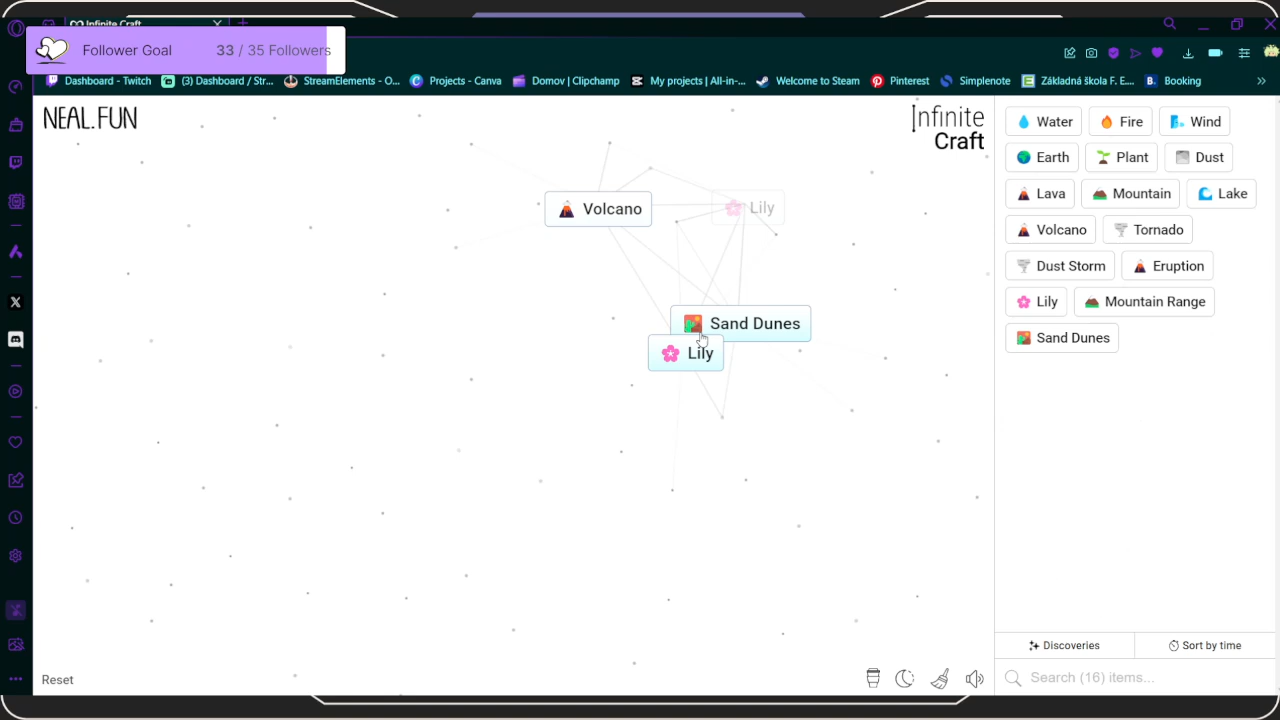 Infinite Craft
Follower Goal 33 / 35 Followers
Dashboard - Twitch (3) Dashboard / Str... StreamElements - O... Projects - Canva Domov | Clipchamp My projects | All-in-... Welcome to Steam Pinterest Simplenote Základná škola F. E... Booking
NEAL.FUN
Infinite
Craft
Water Fire Wind
Earth Plant Dust
Lava Mountain Lake
Volcano Tornado
Dust Storm Eruption
Lily Mountain Range
Sand Dunes
Volcano Lily
Sand Dunes
Lily
Discoveries Sort by time
Reset
Search (16) items...